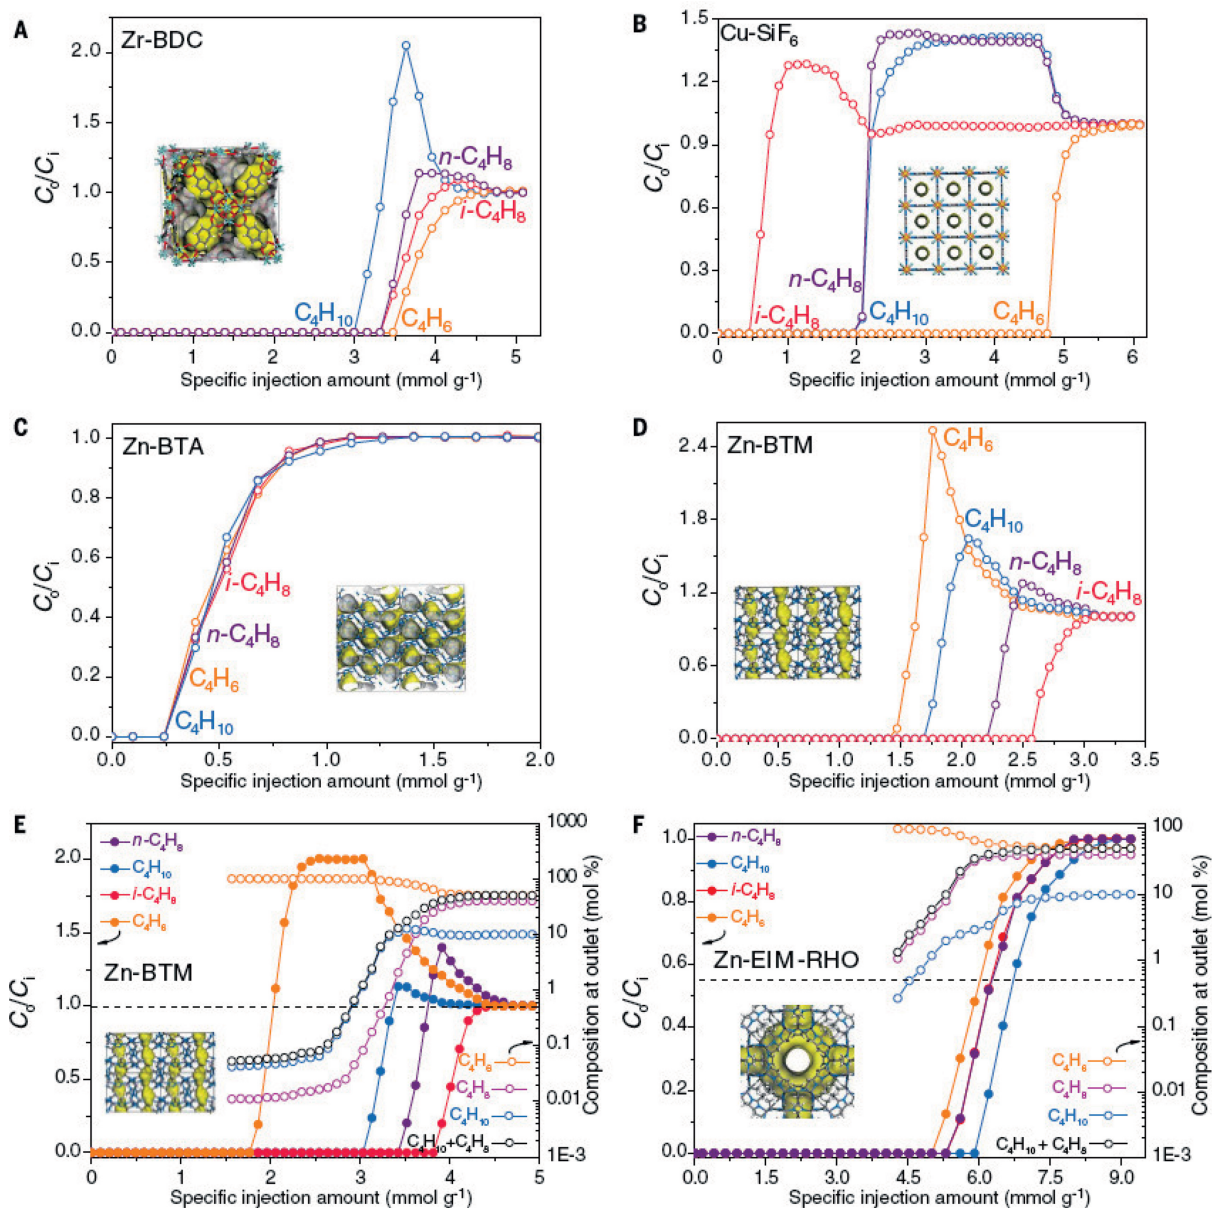 A
Zr-BDC
2.0
1.5
1.0
0.5
0.0
Cₒ/Cᵢ
n-C₄H₈
i-C₄H₈
C₄H₁₀
C₄H₆
0 1 2 3 4 5
Specific injection amount (mmol g⁻¹)
B
Cu-SiF₆
1.5
1.2
0.9
0.6
0.3
0.0
Cₒ/Cᵢ
n-C₄H₈
i-C₄H₈
C₄H₁₀
C₄H₆
0 1 2 3 4 5 6
Specific injection amount (mmol g⁻¹)
C
Zn-BTA
1.0
0.8
0.6
0.4
0.2
0.0
Cₒ/Cᵢ
i-C₄H₈
n-C₄H₈
C₄H₆
C₄H₁₀
0.0 0.5 1.0 1.5 2.0
Specific injection amount (mmol g⁻¹)
D
Zn-BTM
2.4
1.8
1.2
0.6
0.0
Cₒ/Cᵢ
C₄H₆
C₄H₁₀
n-C₄H₈
i-C₄H₈
0.0 0.5 1.0 1.5 2.0 2.5 3.0 3.5
Specific injection amount (mmol g⁻¹)
E
n-C₄H₈
C₄H₁₀
i-C₄H₈
C₄H₆
Zn-BTM
2.0
1.5
1.0
0.5
0.0
Cₒ/Cᵢ
1000
100
10
1
0.1
0.01
1E-3
Composition at outlet (mol %)
C₄H₆
C₄H₈
C₄H₁₀
C₄H₁₀+C₄H₈
0 1 2 3 4 5
Specific injection amount (mmol g⁻¹)
F
n-C₄H₈
C₄H₁₀
i-C₄H₈
C₄H₆
Zn-EIM-RHO
1.0
0.8
0.6
0.4
0.2
0.0
Cₒ/Cᵢ
100
10
1
0.1
0.01
1E-3
Composition at outlet (mol %)
C₄H₆
C₄H₈
C₄H₁₀
C₄H₁₀ + C₄H₈
0.0 1.5 3.0 4.5 6.0 7.5 9.0
Specific injection amount (mmol g⁻¹)